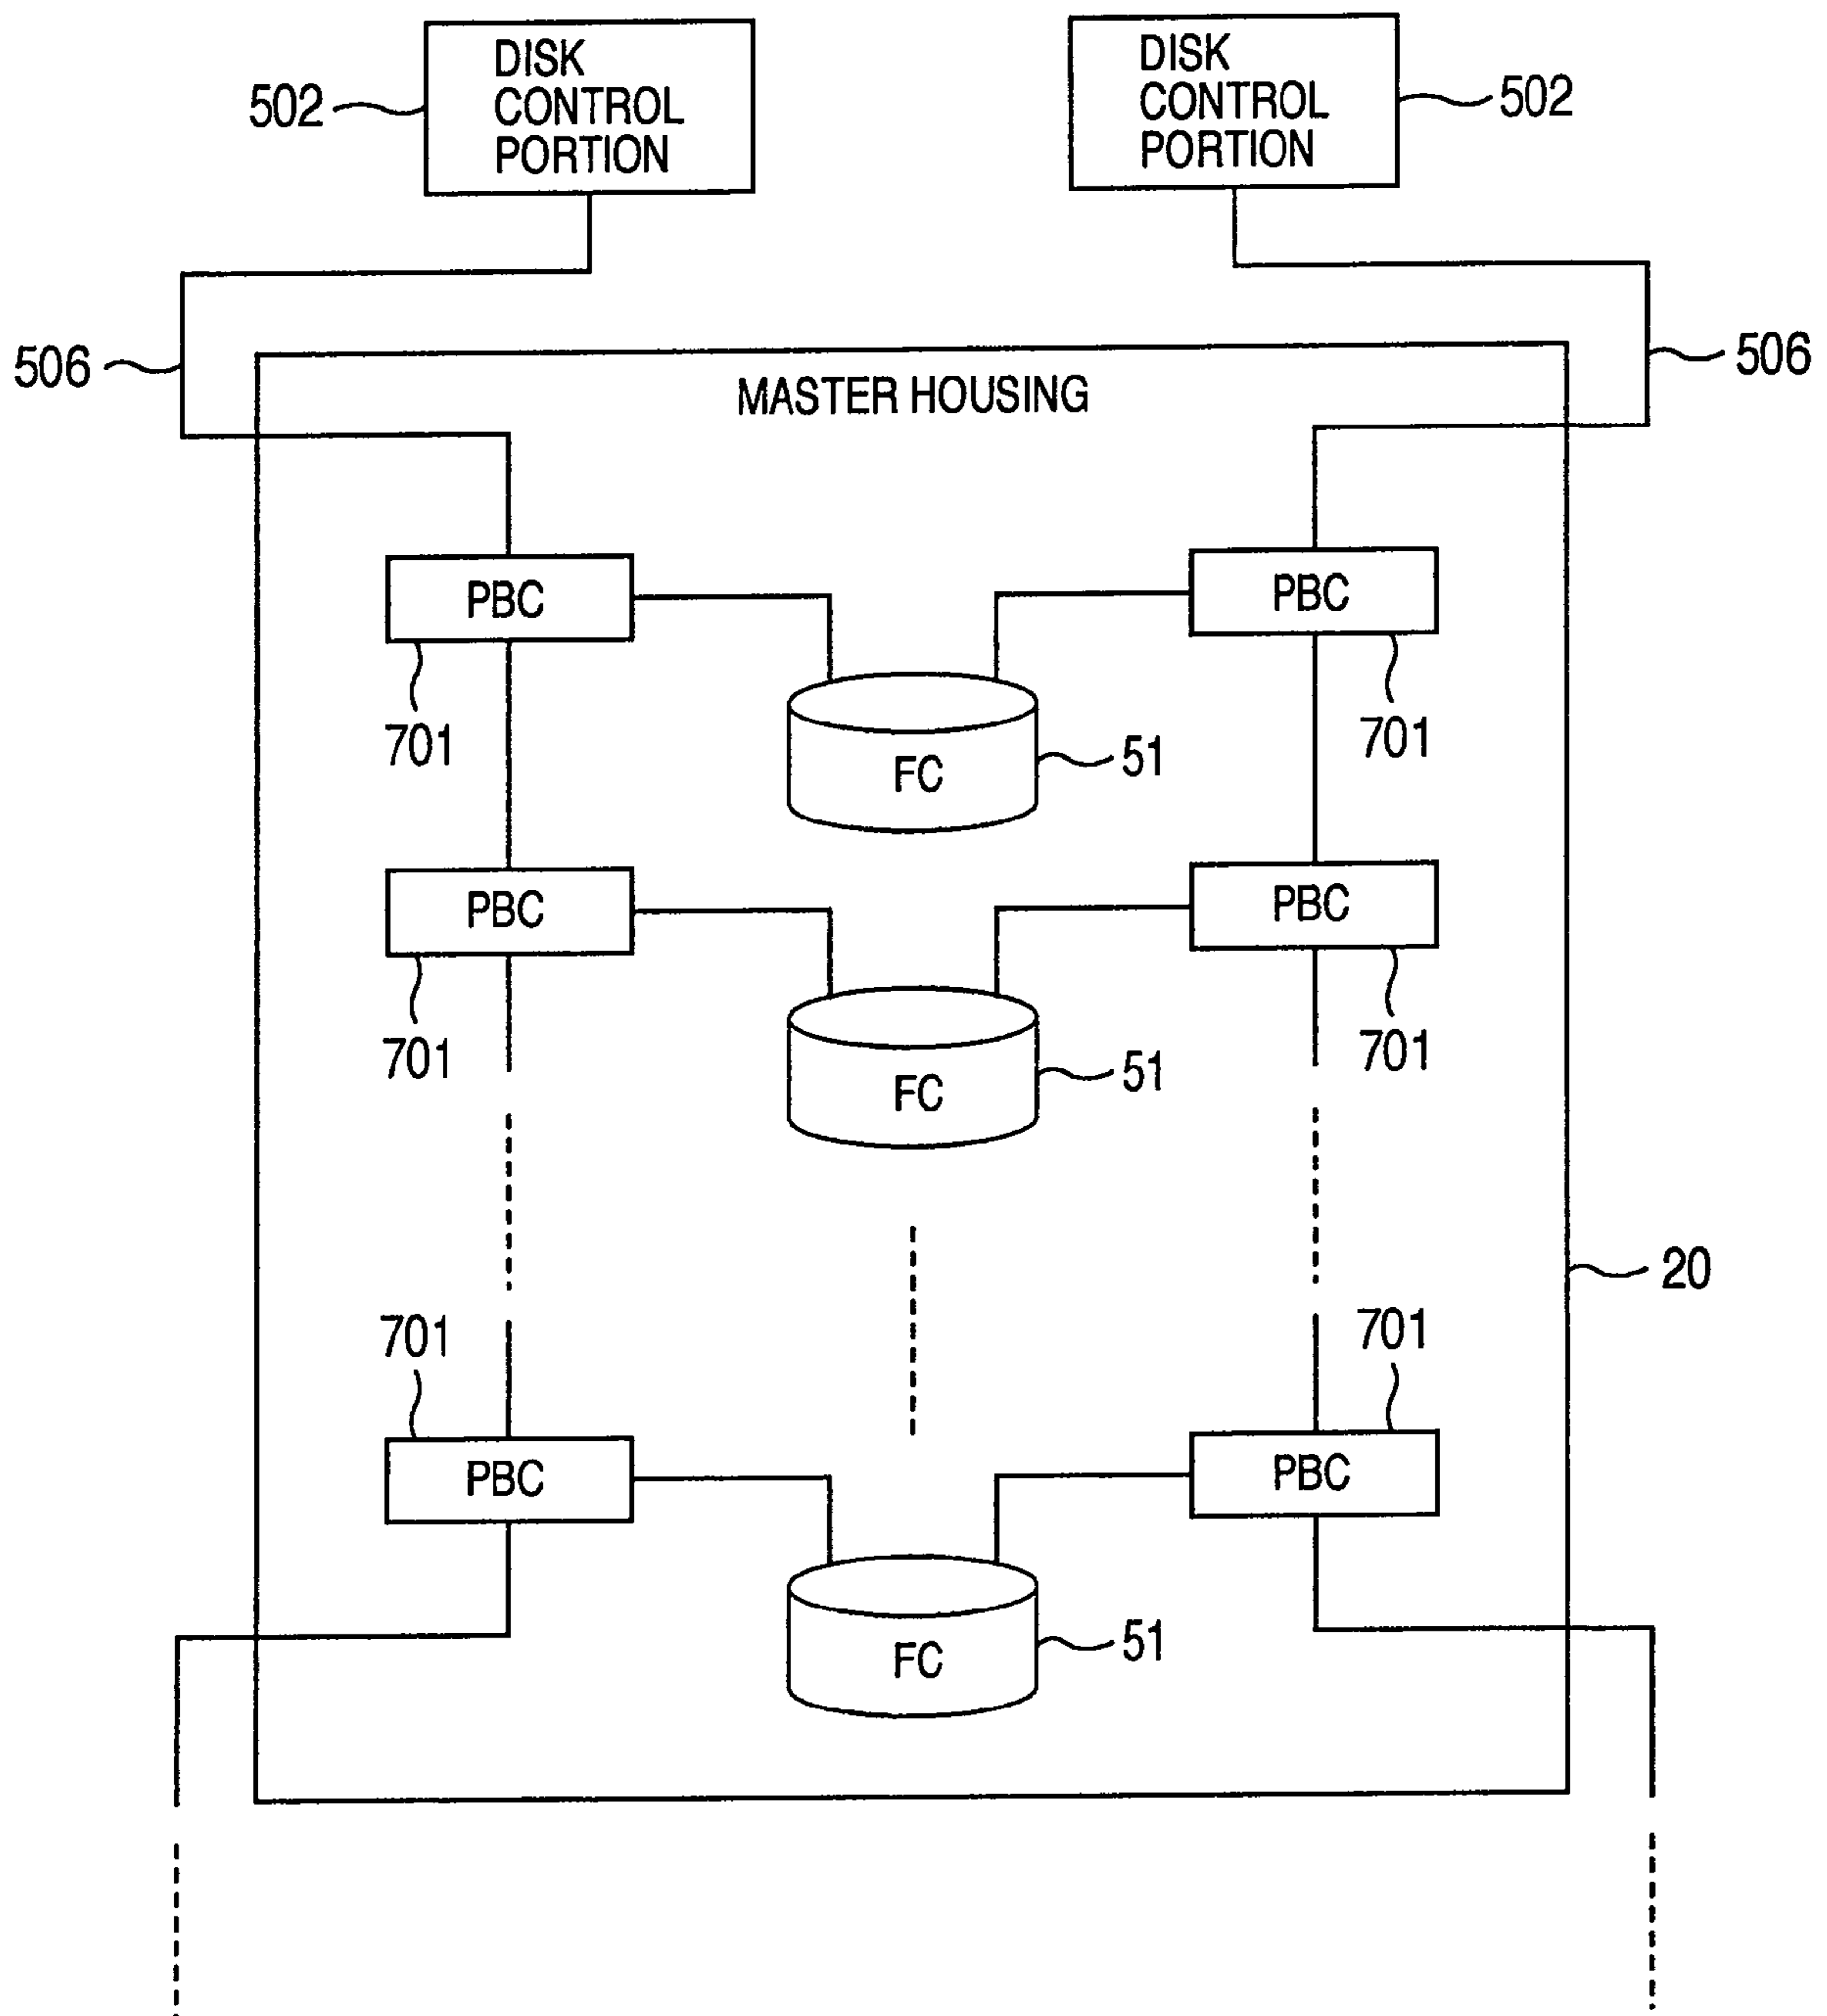 DISK
CONTROL
PORTION
502
DISK
CONTROL
PORTION
502
506
506
MASTER HOUSING
PBC
PBC
701
701
FC
51
PBC
PBC
701
701
FC
51
20
701
701
PBC
PBC
FC
51